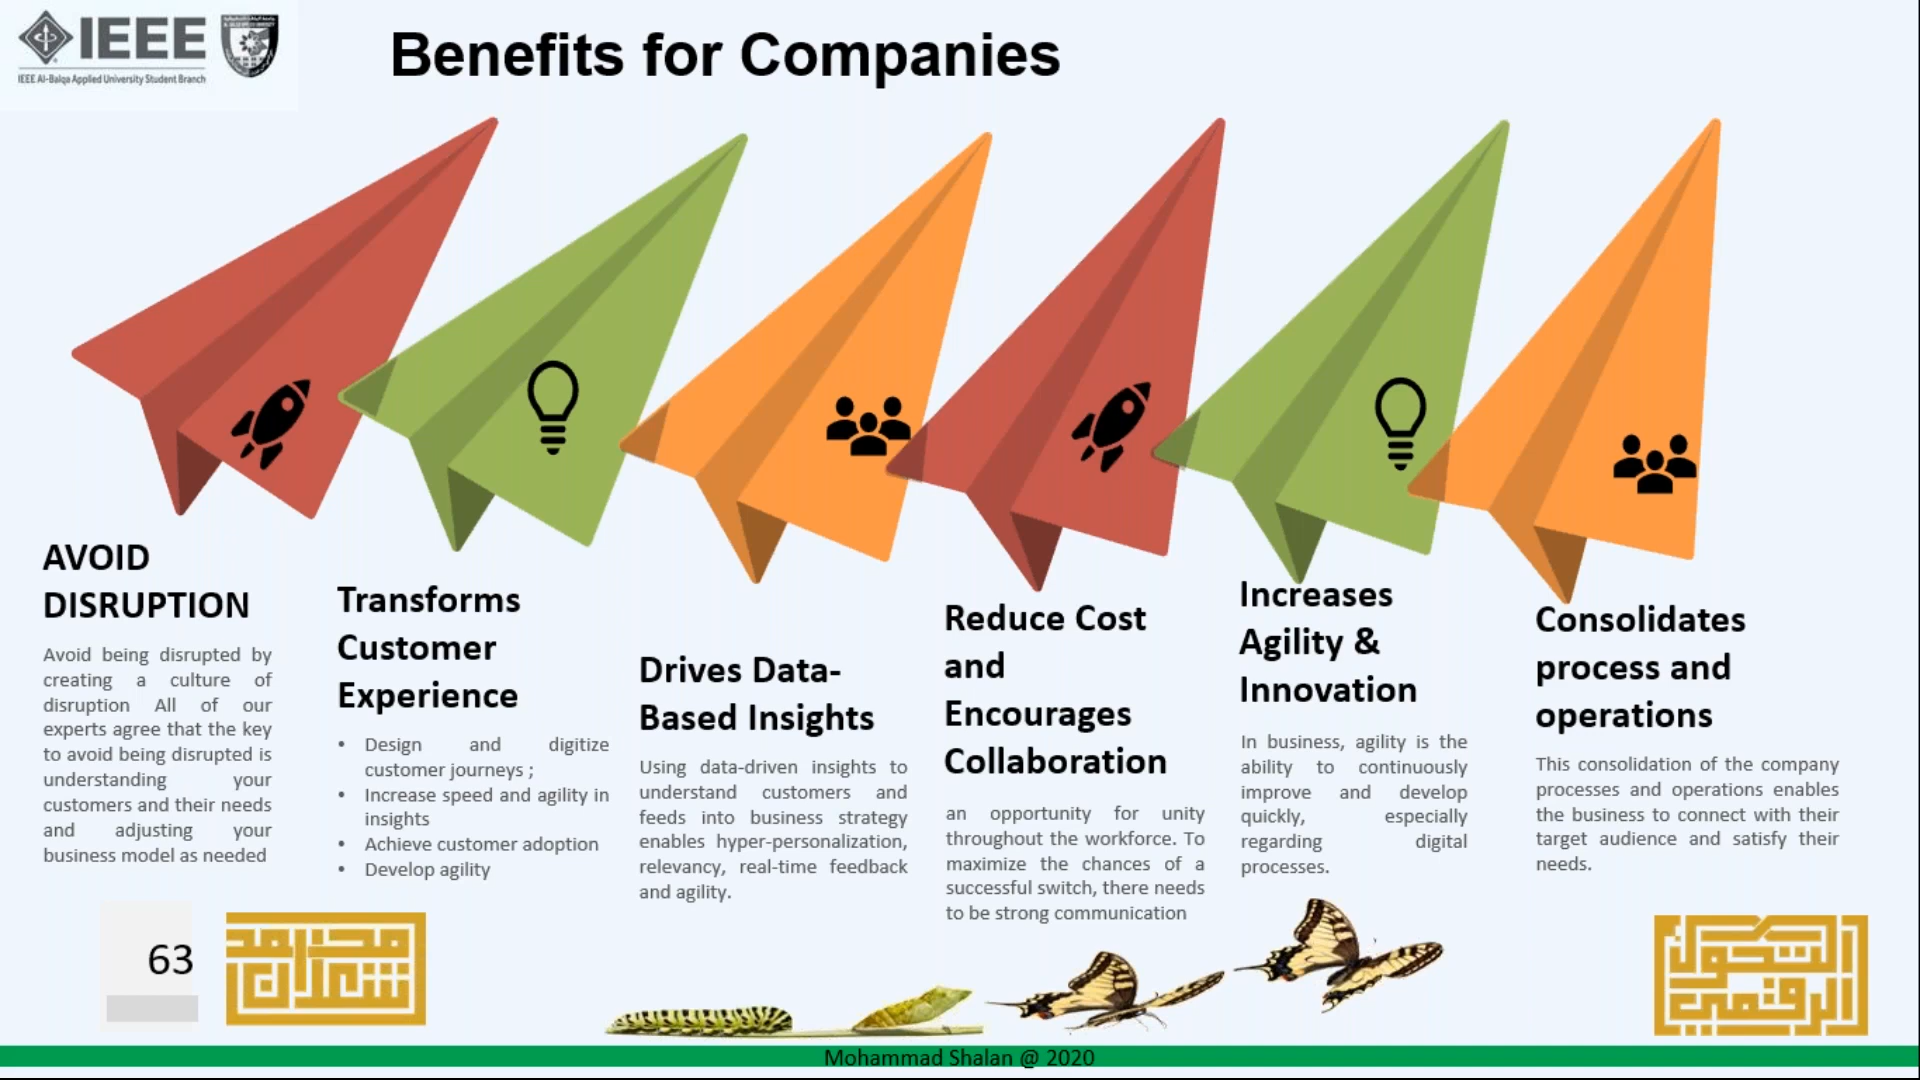 IEEE
IEEE Al-Balqa Applied University Student Branch
Benefits for Companies
AVOID
DISRUPTION
Avoid being disrupted by
creating a culture of
disruption All of our
experts agree that the key
to avoid being disrupted is
understanding your
customers and their needs
and adjusting your
business model as needed
Transforms
Customer
Experience
• Design and digitize
customer journeys ;
• Increase speed and agility in
insights
• Achieve customer adoption
• Develop agility
Drives Data-
Based Insights
Using data-driven insights to
understand customers and
feeds into business strategy
enables hyper-personalization,
relevancy, real-time feedback
and agility.
Reduce Cost
and
Encourages
Collaboration
an opportunity for unity
throughout the workforce. To
maximize the chances of a
successful switch, there needs
to be strong communication
Increases
Agility &
Innovation
In business, agility is the
ability to continuously
improve and develop
quickly, especially
regarding digital
processes.
Consolidates
process and
operations
This consolidation of the company
processes and operations enables
the business to connect with their
target audience and satisfy their
needs.
63
محمد
شعلان
التحول
الرقمي
Mohammad Shalan @ 2020